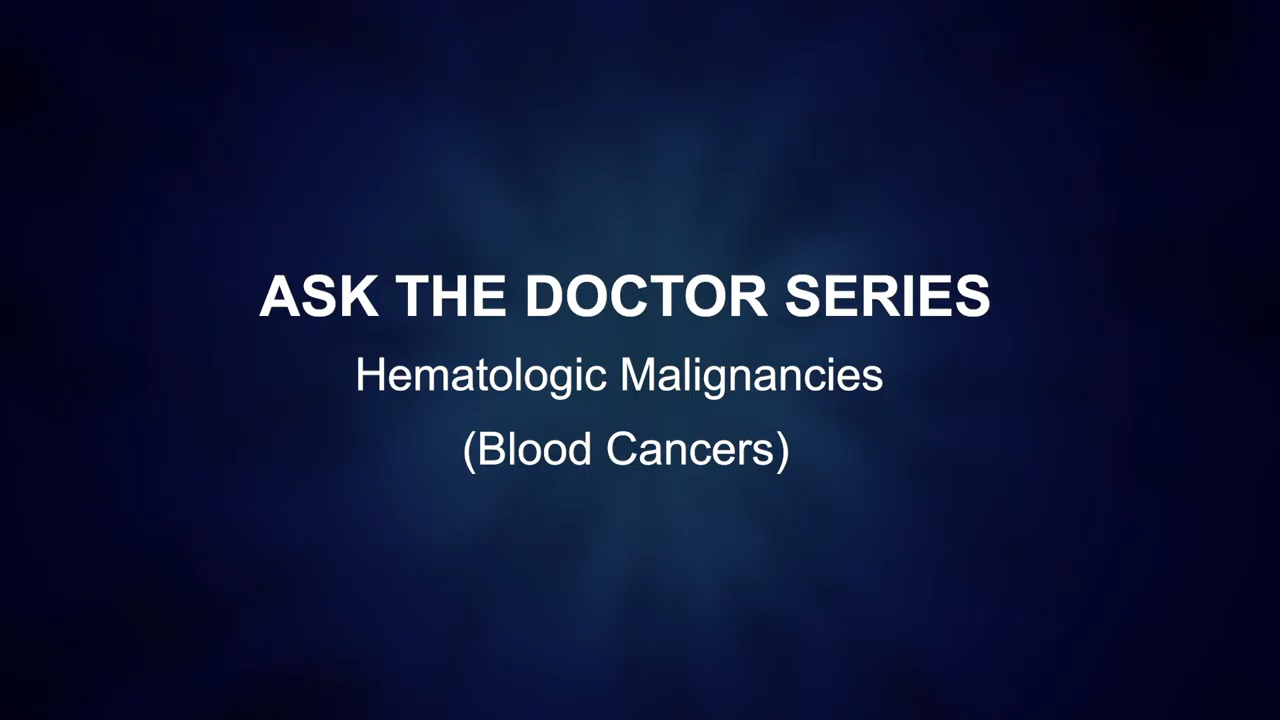 ASK THE DOCTOR SERIES
Hematologic Malignancies
(Blood Cancers)